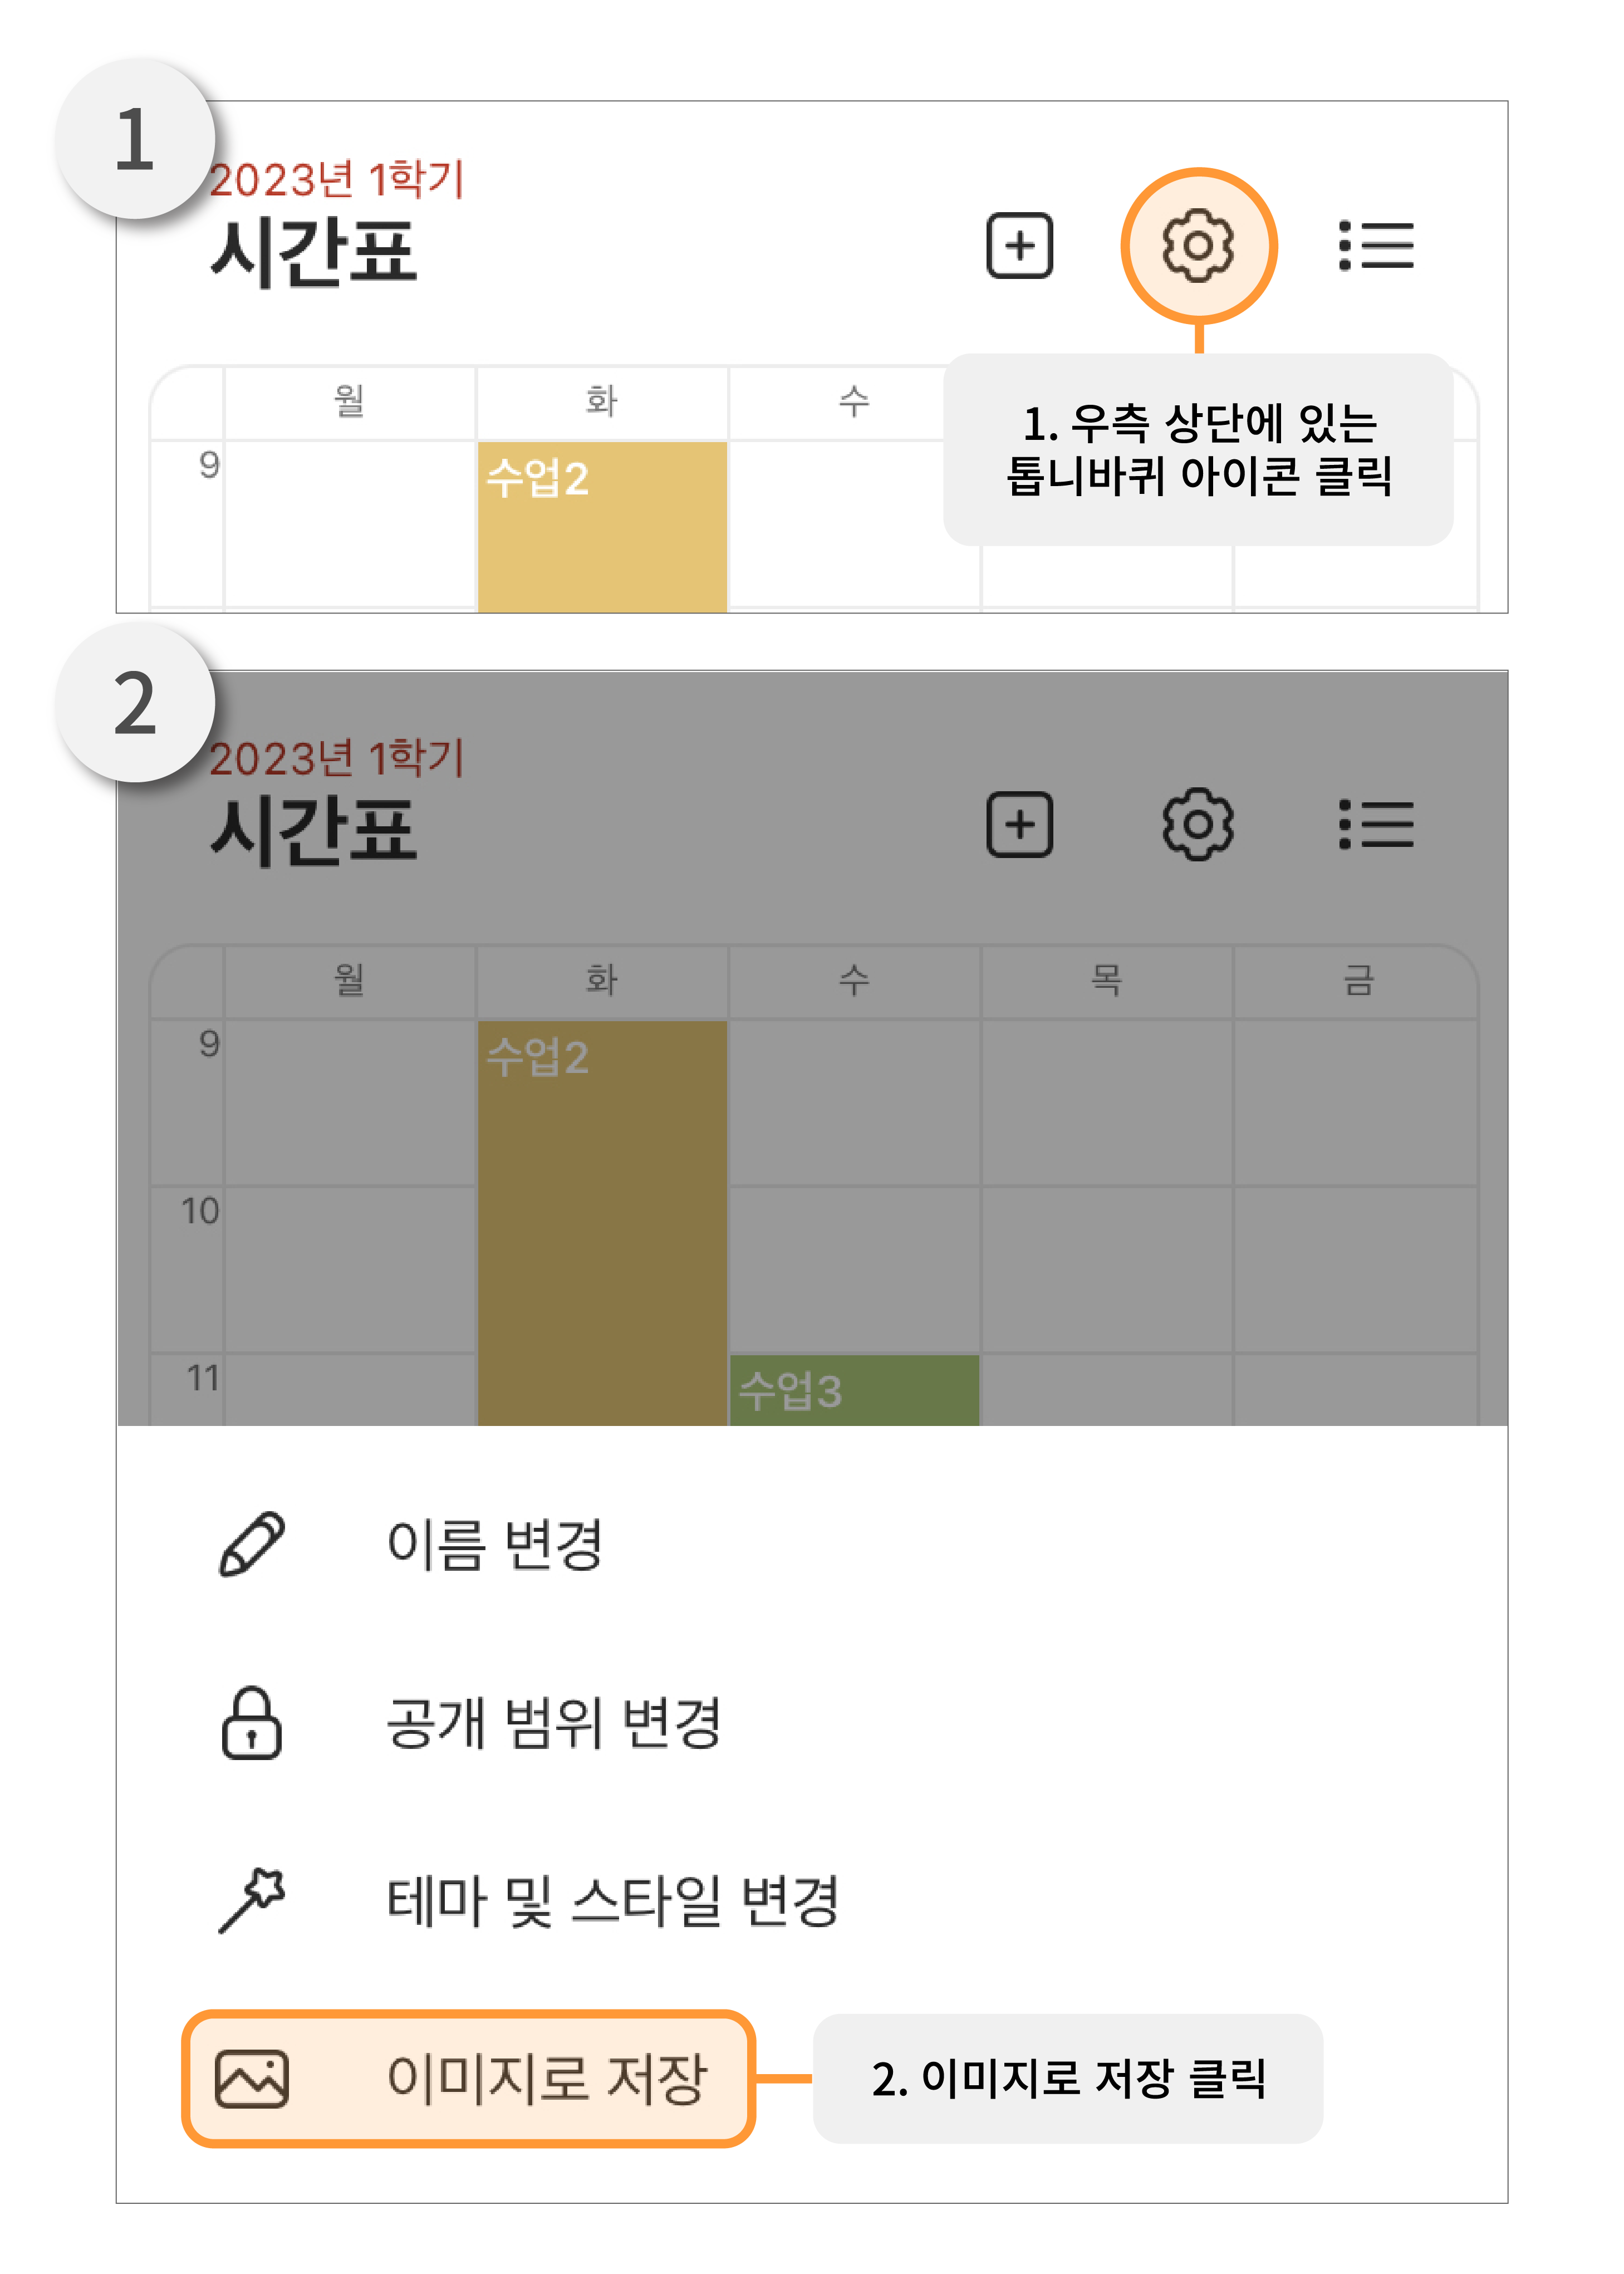 1
2023년 1학기
시간표
월 화 수
1. 우측 상단에 있는
톱니바퀴 아이콘 클릭
9
수업2
2
2023년 1학기
시간표
월 화 수 목 금
9
수업2
10
11
수업3
이름 변경
공개 범위 변경
테마 및 스타일 변경
이미지로 저장
2. 이미지로 저장 클릭